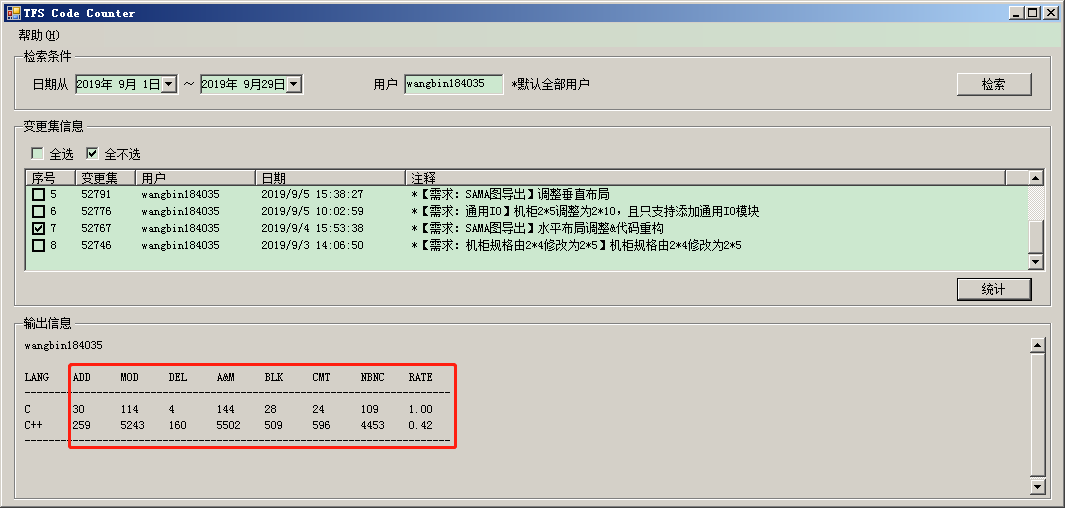 TFS Code Counter
帮助(H)
检索条件
日期从 2019年 9月 1日 ~ 2019年 9月29日 用户 wangbin184035 *默认全部用户 检索
变更集信息
全选 全不选
序号 变更集 用户 日期 注释
5 52791 wangbin184035 2019/9/5 15:38:27 *【需求: SAMA图导出】调整垂直布局
6 52776 wangbin184035 2019/9/5 10:02:59 *【需求: 通用IO】机柜2*5调整为2*10，且只支持添加通用IO模块
7 52767 wangbin184035 2019/9/4 15:53:38 *【需求: SAMA图导出】水平布局调整&代码重构
8 52746 wangbin184035 2019/9/3 14:06:50 *【需求: 机柜规格由2*4修改为2*5】机柜规格由2*4修改为2*5
统计
输出信息
wangbin184035
LANG ADD MOD DEL A&M BLK CMT NBNC RATE
C 30 114 4 144 28 24 109 1.00
C++ 259 5243 160 5502 509 596 4453 0.42